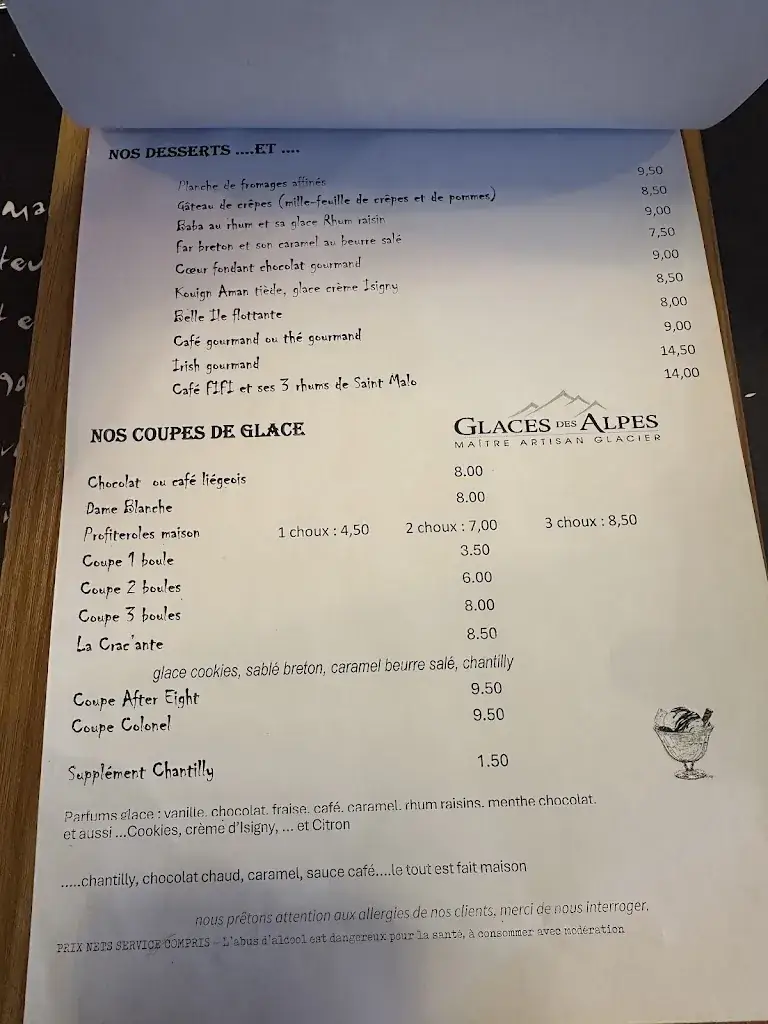 NOS DESSERTS ....ET ....
Planche de fromages affinés 9,50
Gâteau de crêpes (mille-feuille de crêpes et de pommes) 8,50
Baba au rhum et sa glace Rhum raisin 9,00
Far breton et son caramel au beurre salé 7,50
Cœur fondant chocolat gourmand 9,00
Kouign Aman tiède, glace crème Isigny 8,50
Belle Ile flottante 8,00
Café gourmand ou thé gourmand 9,00
Irish gourmand 14,50
Café FIFI et ses 3 rhums de Saint Malo 14,00
NOS COUPES DE GLACE
GLACES DES ALPES
MAÎTRE ARTISAN GLACIER
Chocolat ou café liégeois 8.00
Dame Blanche 8.00
Profiteroles maison 1 choux : 4,50 2 choux : 7,00 3 choux : 8,50
Coupe 1 boule 3.50
Coupe 2 boules 6.00
Coupe 3 boules 8.00
La Crac'ante 8.50
glace cookies, sablé breton, caramel beurre salé, chantilly
Coupe After Eight 9.50
Coupe Colonel 9.50
Supplément Chantilly 1.50
Parfums glace : vanille, chocolat, fraise, café, caramel, rhum raisins, menthe chocolat.
et aussi ...Cookies, crème d'Isigny, ... et Citron
.....chantilly, chocolat chaud, caramel, sauce café....le tout est fait maison
nous prêtons attention aux allergies de nos clients, merci de nous interroger.
PRIX NETS SERVICE COMPRIS – L'abus d'alcool est dangereux pour la santé, à consommer avec modération